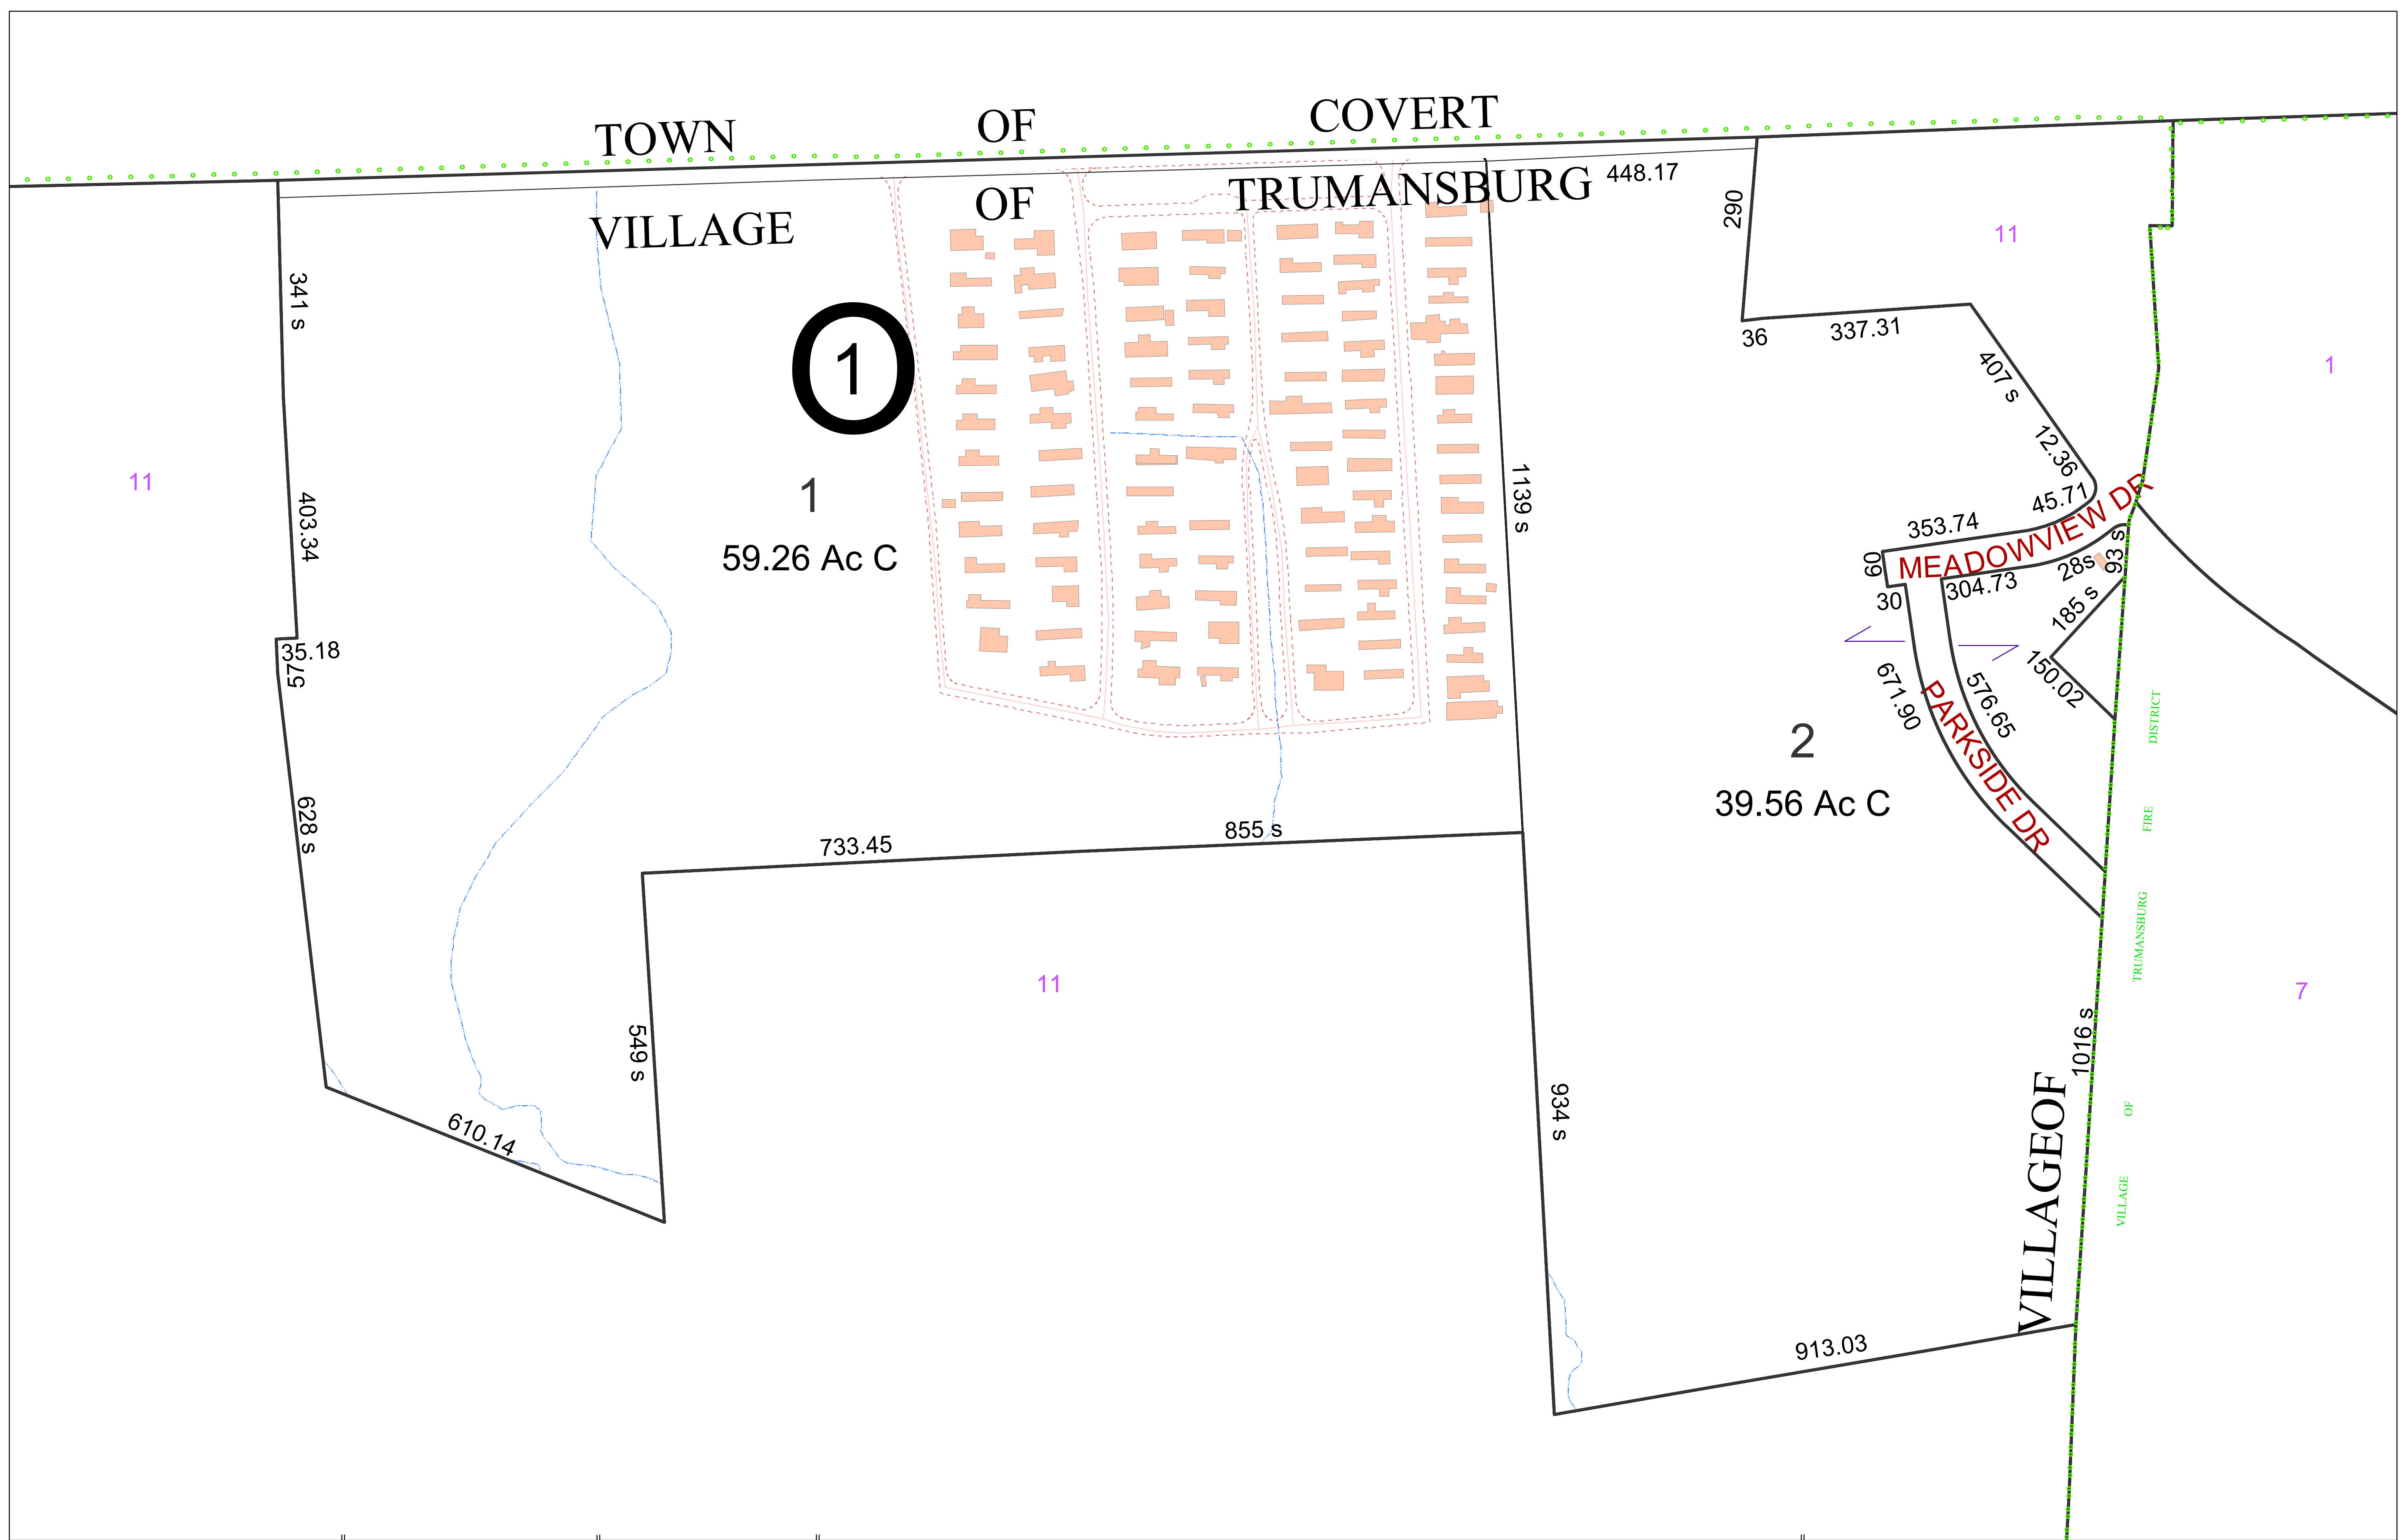 TOWN OF COVERT
VILLAGE OF TRUMANSBURG
448.17
290
11
341 s
1
36
337.31
1
407 s
12.36
11
1
403.34
1139 s
45.71
MEADOWVIEW DR
353.74
59.26 Ac C
60
28s
93 s
304.73
30
185 s
35.18
57 s
150.02
671.90
576.65
PARKSIDE DR
2
39.56 Ac C
628 s
733.45
855 s
11
7
549 s
1016 s
934 s
610.14
VILLAGEOF
913.03
VILLAGE OF TRUMANSBURG FIRE DISTRICT